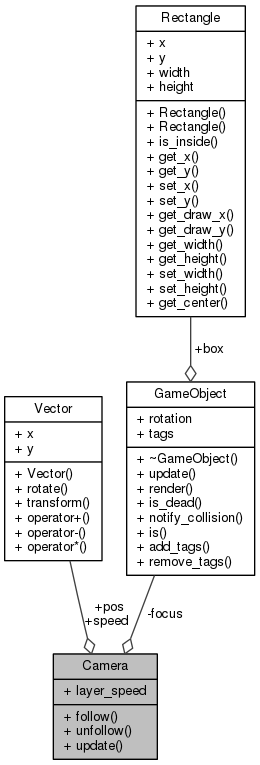 Rectangle
+ x
+ y
+ width
+ height
+ Rectangle()
+ Rectangle()
+ is_inside()
+ get_x()
+ get_y()
+ set_x()
+ set_y()
+ get_draw_x()
+ get_draw_y()
+ get_width()
+ get_height()
+ set_width()
+ set_height()
+ get_center()
+box
GameObject
+ rotation
+ tags
+ ~GameObject()
+ update()
+ render()
+ is_dead()
+ notify_collision()
+ is()
+ add_tags()
+ remove_tags()
Vector
+ x
+ y
+ Vector()
+ rotate()
+ transform()
+ operator+()
+ operator-()
+ operator*()
+pos
+speed
-focus
Camera
+ layer_speed
+ follow()
+ unfollow()
+ update()